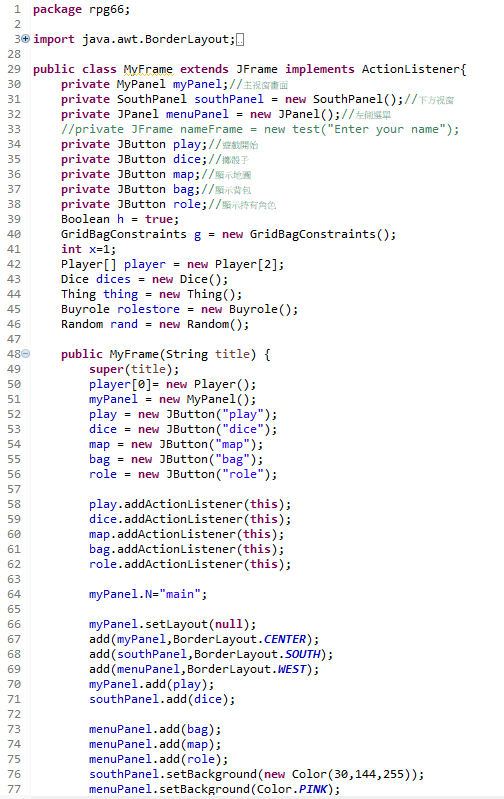 1 package rpg66;
2
3 import java.awt.BorderLayout;
28
29 public class MyFrame extends JFrame implements ActionListener{
30 private MyPanel myPanel;//主視窗畫面
31 private SouthPanel southPanel = new SouthPanel();//下方視窗
32 private JPanel menuPanel = new JPanel();//左側選單
33 //private JFrame nameFrame = new test("Enter your name");
34 private JButton play;//遊戲開始
35 private JButton dice;//擲骰子
36 private JButton map;//顯示地圖
37 private JButton bag;//顯示背包
38 private JButton role;//顯示持有角色
39 Boolean h = true;
40 GridBagConstraints g = new GridBagConstraints();
41 int x=1;
42 Player[] player = new Player[2];
43 Dice dices = new Dice();
44 Thing thing = new Thing();
45 Buyrole rolestore = new Buyrole();
46 Random rand = new Random();
47
48 public MyFrame(String title) {
49 super(title);
50 player[0]= new Player();
51 myPanel = new MyPanel();
52 play = new JButton("play");
53 dice = new JButton("dice");
54 map = new JButton("map");
55 bag = new JButton("bag");
56 role = new JButton("role");
57
58 play.addActionListener(this);
59 dice.addActionListener(this);
60 map.addActionListener(this);
61 bag.addActionListener(this);
62 role.addActionListener(this);
63
64 myPanel.N="main";
65
66 myPanel.setLayout(null);
67 add(myPanel,BorderLayout.CENTER);
68 add(southPanel,BorderLayout.SOUTH);
69 add(menuPanel,BorderLayout.WEST);
70 myPanel.add(play);
71 southPanel.add(dice);
72
73 menuPanel.add(bag);
74 menuPanel.add(map);
75 menuPanel.add(role);
76 southPanel.setBackground(new Color(30,144,255));
77 menuPanel.setBackground(Color.PINK);